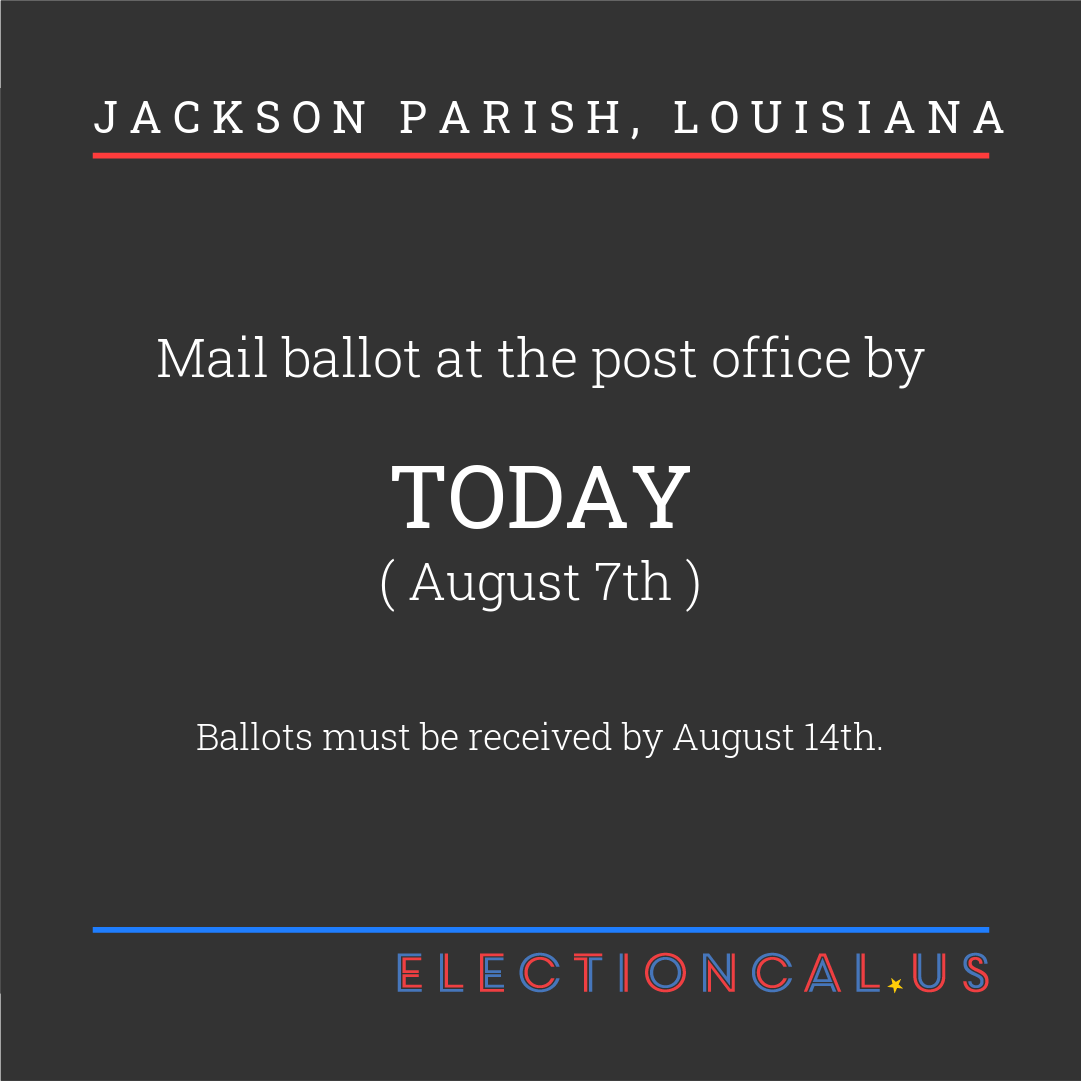 JACKSON PARISH, LOUISIANA
Mail ballot at the post office by
TODAY
( August 7th )
Ballots must be received by August 14th.
ELECTIONCAL.US